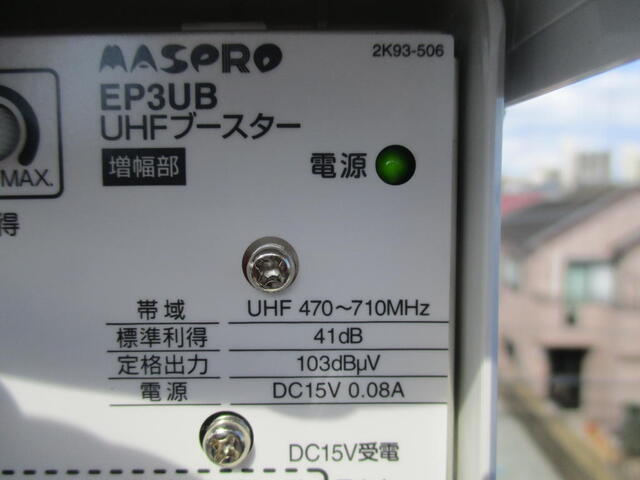 MASPRO
2K93-506
EP3UB
UHFブースター
増幅部
電源
MAX.
得
帯域 UHF 470～710MHz
標準利得 41dB
定格出力 103dBμV
電源 DC15V 0.08A
DC15V受電